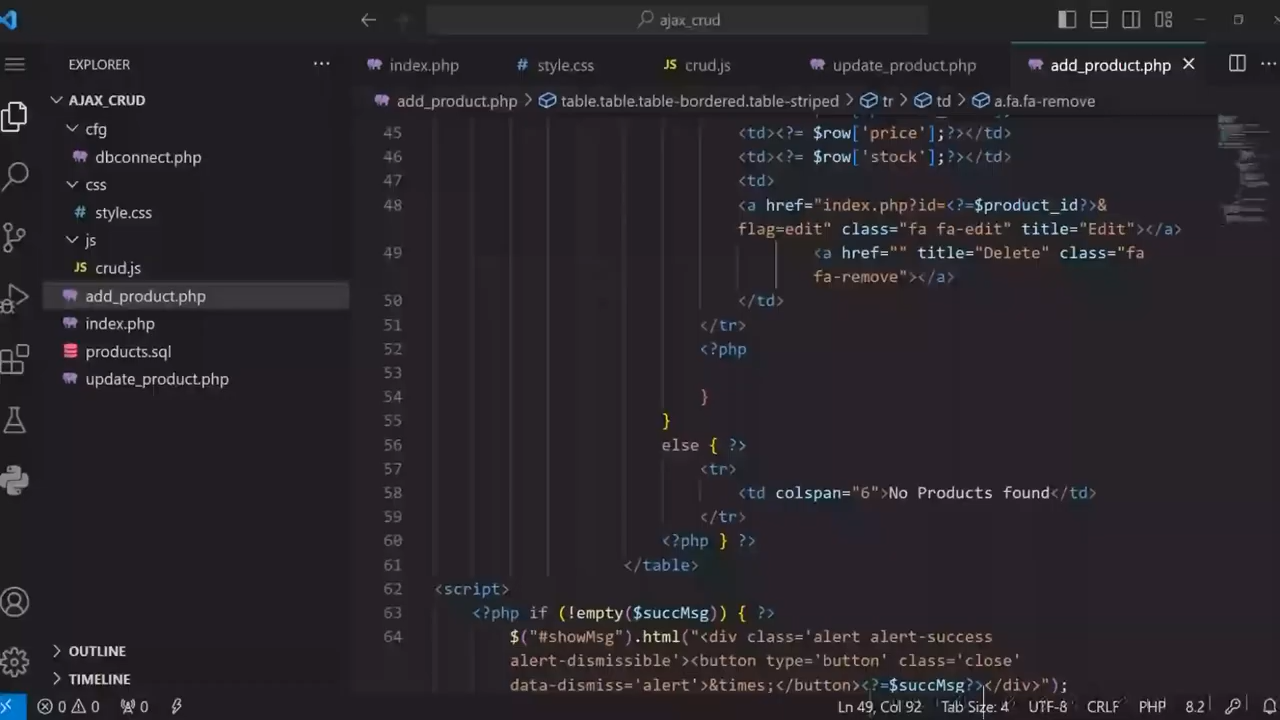 ajax_crud
EXPLORER
index.php
style.css
crud.js
update_product.php
add_product.php
AJAX_CRUD
cfg
dbconnect.php
css
style.css
js
crud.js
add_product.php
index.php
products.sql
update_product.php
OUTLINE
TIMELINE
add_product.php > table.table.table-bordered.table-striped > tr > td > a.fa.fa-remove
45 <td><?= $row['price'];?></td>
46 <td><?= $row['stock'];?></td>
47 <td>
48 <a href="index.php?id=<?=$product_id?>&
flag=edit" class="fa fa-edit" title="Edit"></a>
49 <a href="" title="Delete" class="fa
fa-remove"></a>
50 </td>
51 </tr>
52 <?php
53
54 }
55 }
56 else { ?>
57 <tr>
58 <td colspan="6">No Products found</td>
59 </tr>
60 <?php } ?>
61 </table>
62 <script>
63 <?php if (!empty($succMsg)) { ?>
64 $("#showMsg").html("<div class='alert alert-success
alert-dismissible'><button type='button' class='close'
data-dismiss='alert'>&times;</button><?=$succMsg?></div>");
0 0 0 Ln 49, Col 92 Tab Size: 4 UTF-8 CRLF PHP 8.2